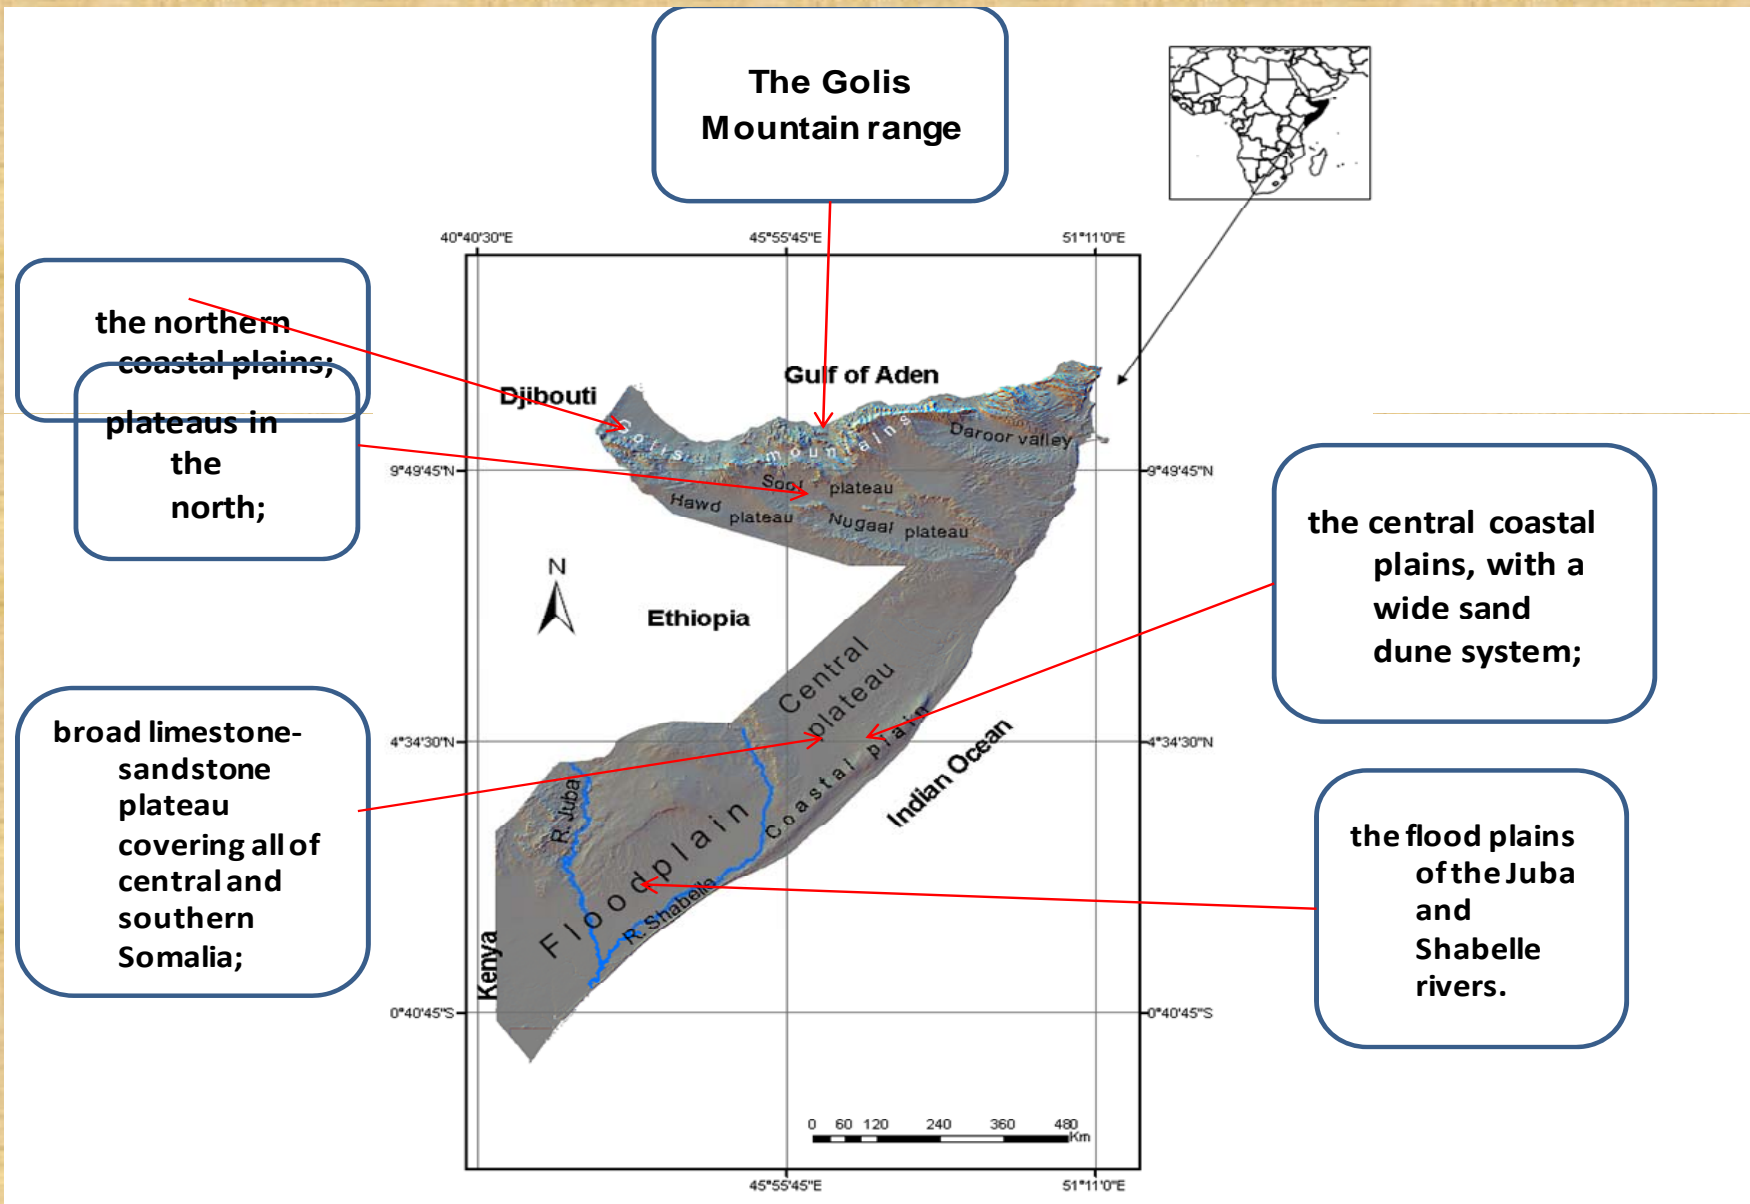 The Golis
Mountain range
40°40'30"E
45°55'45"E
51°11'0"E
the northern
coastal plains;
plateaus in
the
north;
Djibouti
Gulf of Aden
Golis
mountains
Daroor valley
9°49'45"N
9°49'45"N
Sool plateau
Hawd plateau
Nugaal plateau
the central coastal
plains, with a
wide sand
dune system;
N
Ethiopia
Central
plateau
broad limestone-
sandstone
plateau
covering all of
central and
southern
Somalia;
4°34'30"N
4°34'30"N
Coastal plain
Indian Ocean
R. Juba
Floodplain
R. Shabelle
Kenya
the flood plains
of the Juba
and
Shabelle
rivers.
0°40'45"S
0°40'45"S
0 60 120 240 360 480
Km
45°55'45"E
51°11'0"E